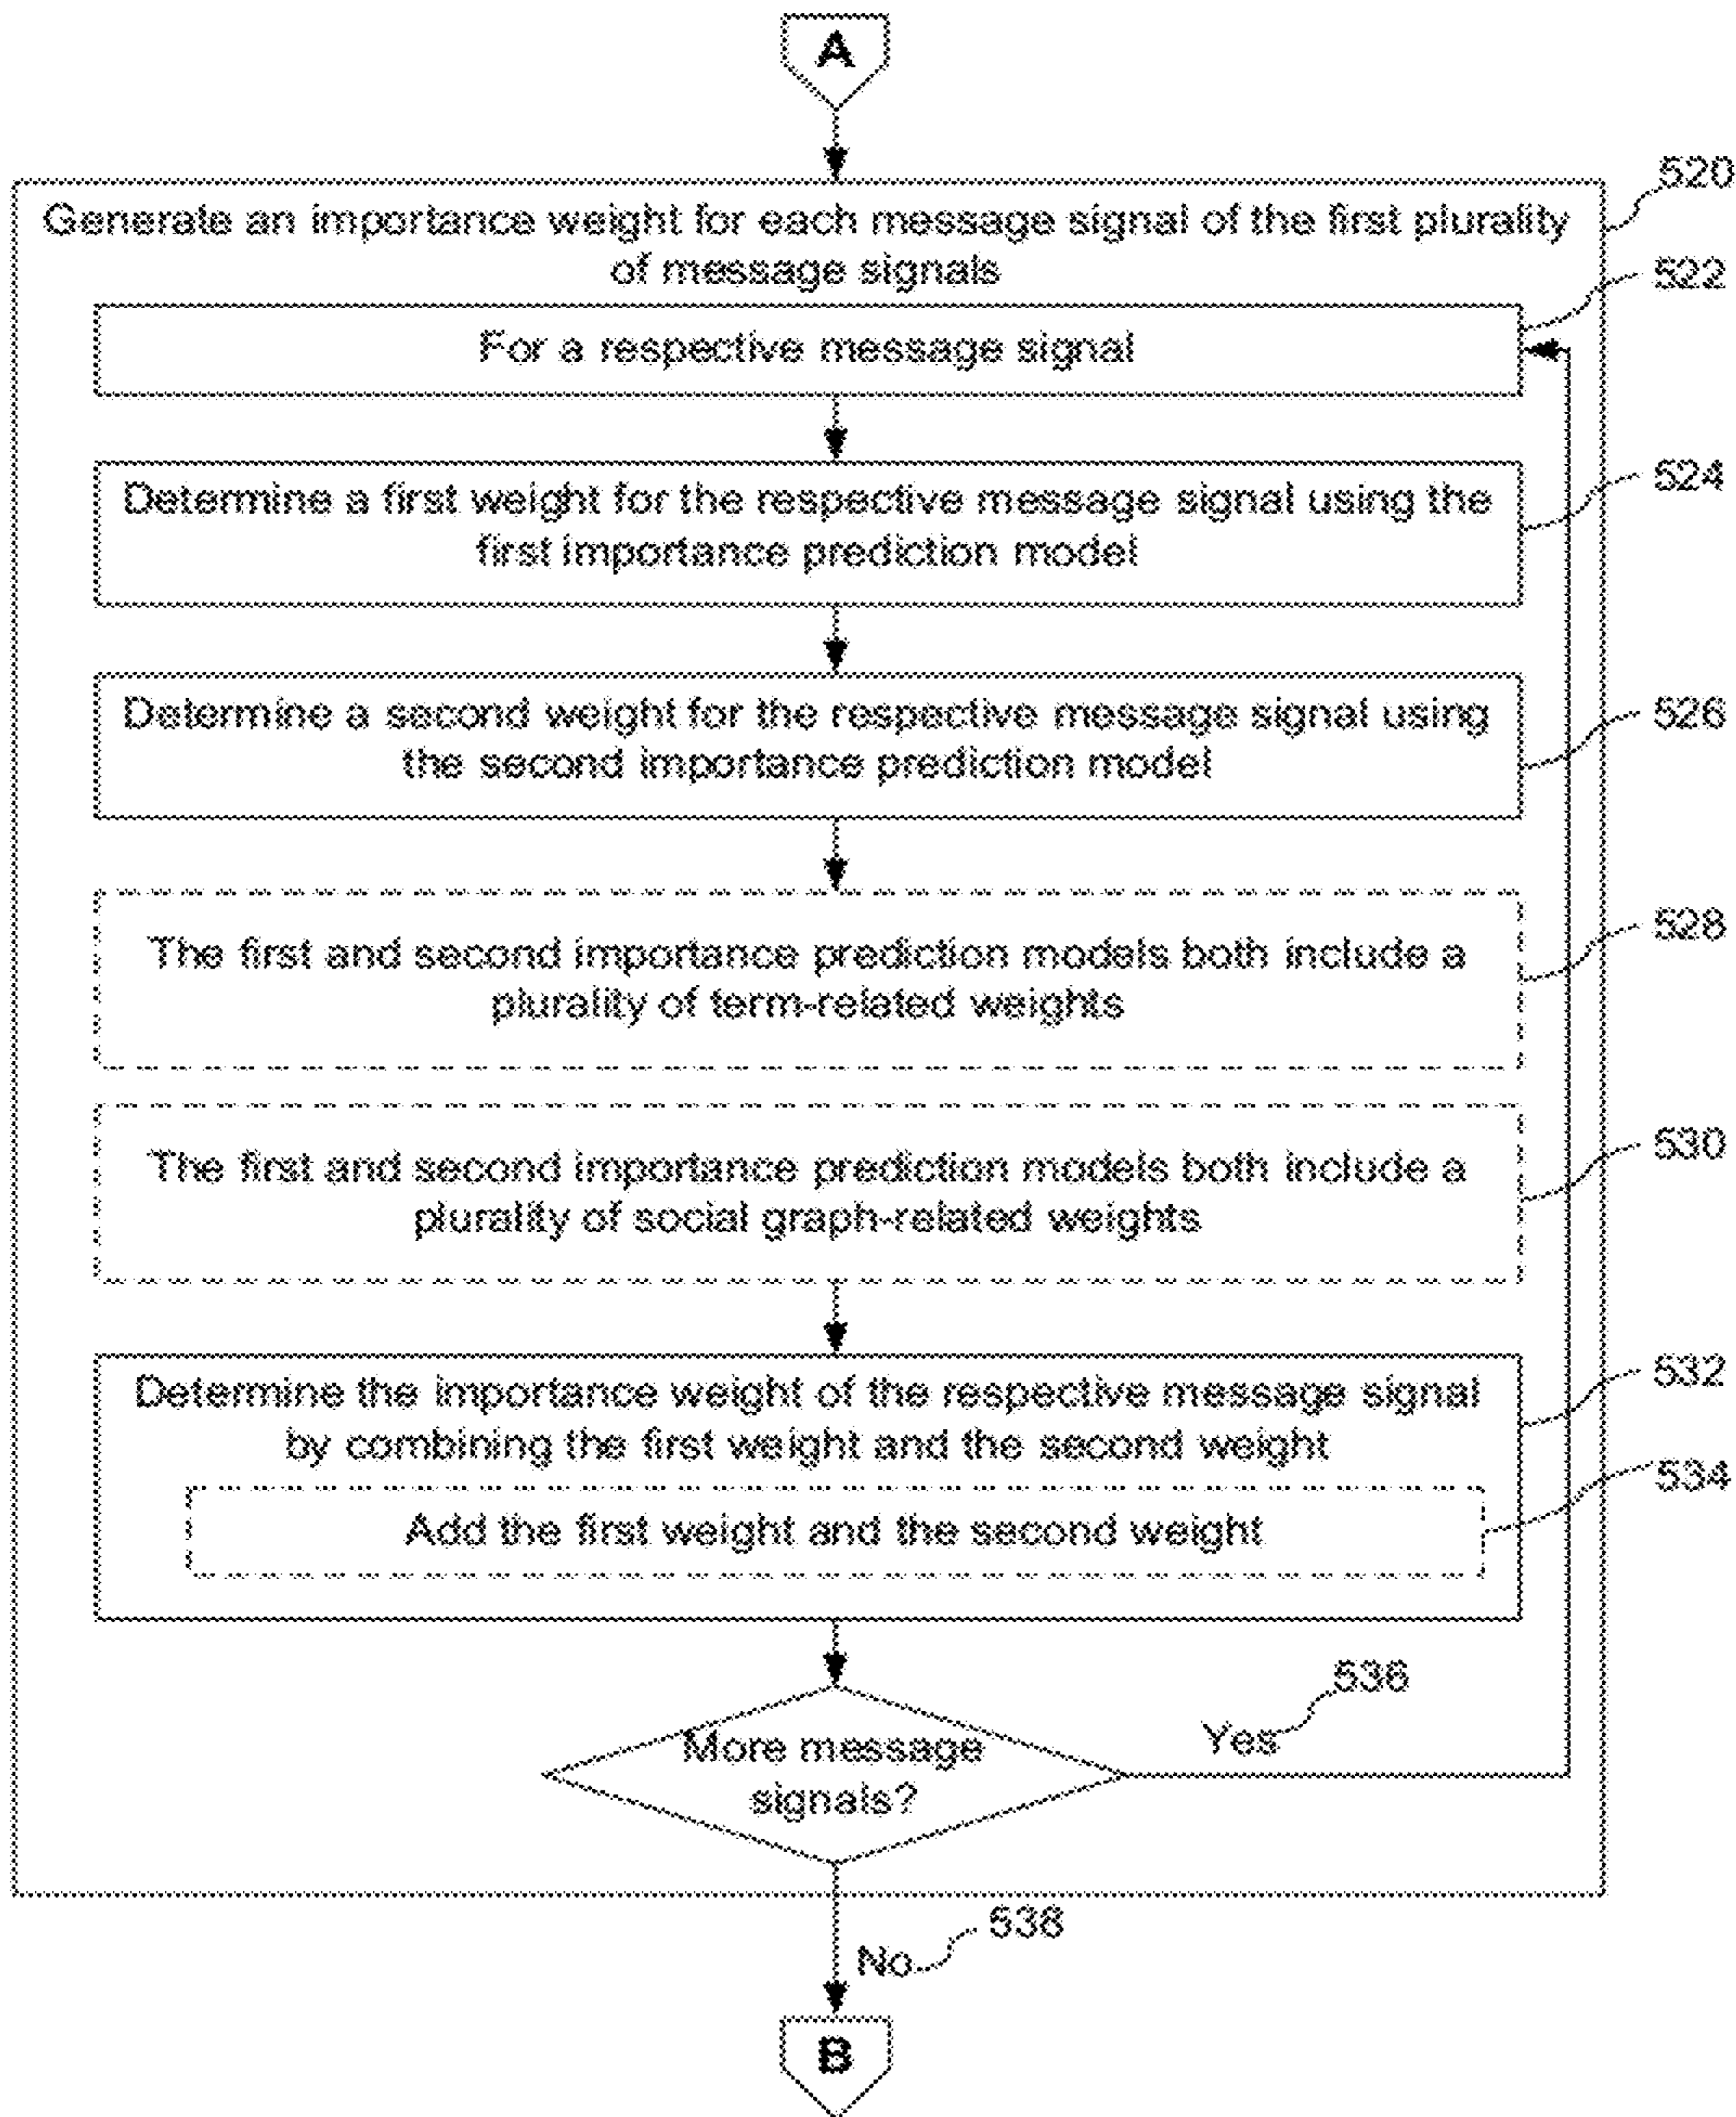 A
520
Generate an importance weight for each message signal of the first plurality
of message signals
522
For a respective message signal
524
Determine a first weight for the respective message signal using the
first importance prediction model
526
Determine a second weight for the respective message signal using
the second importance prediction model
528
The first and second importance prediction models both include a
plurality of term-related weights
530
The first and second importance prediction models both include a
plurality of social graph-related weights
532
Determine the importance weight of the respective message signal
by combining the first weight and the second weight
534
Add the first weight and the second weight
536
Yes
More message
signals?
538
No
B